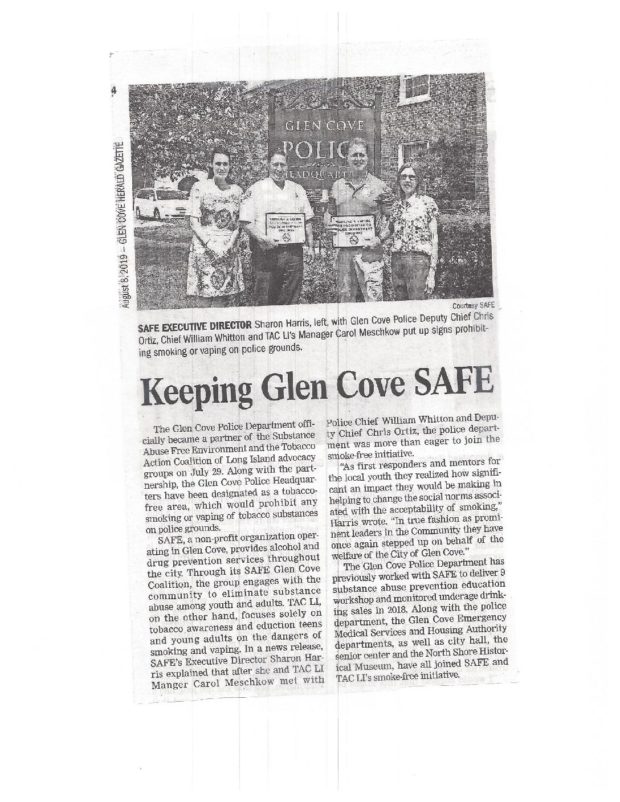 4
August 8, 2019 – GLEN COVE HERALD GAZETTE
GLEN COVE
POLICE
HEADQUARTERS
Courtesy SAFE
SAFE EXECUTIVE DIRECTOR Sharon Harris, left, with Glen Cove Police Deputy Chief Chris
Ortiz, Chief William Whitton and TAC LI's Manager Carol Meschkow put up signs prohibit-
ing smoking or vaping on police grounds.
Keeping Glen Cove SAFE
The Glen Cove Police Department offi-
cially became a partner of the Substance
Abuse Free Environment and the Tobacco
Action Coalition of Long Island advocacy
groups on July 29. Along with the part-
nership, the Glen Cove Police Headquar-
ters have been designated as a tobacco-
free area, which would prohibit any
smoking or vaping of tobacco substances
on police grounds.
SAFE, a non-profit organization oper-
ating in Glen Cove, provides alcohol and
drug prevention services throughout
the city. Through its SAFE Glen Cove
Coalition, the group engages with the
community to eliminate substance
abuse among youth and adults. TAC LI,
on the other hand, focuses solely on
tobacco awareness and eduction teens
and young adults on the dangers of
smoking and vaping. In a news release,
SAFE's Executive Director Sharon Har-
ris explained that after she and TAC LI
Manger Carol Meschkow met with
Police Chief William Whitton and Depu-
ty Chief Chris Ortiz, the police depart-
ment was more than eager to join the
smoke-free initiative.
"As first responders and mentors for
the local youth they realized how signifi-
cant an impact they would be making in
helping to change the social norms associ-
ated with the acceptability of smoking,"
Harris wrote. "In true fashion as promi-
nent leaders in the Community they have
once again stepped up on behalf of the
welfare of the City of Glen Cove."
The Glen Cove Police Department has
previously worked with SAFE to deliver 9
substance abuse prevention education
workshop and monitored underage drink-
ing sales in 2018. Along with the police
department, the Glen Cove Emergency
Medical Services and Housing Authority
departments, as well as city hall, the
senior center and the North Shore Histor-
ical Museum, have all joined SAFE and
TAC LI's smoke-free initiative.